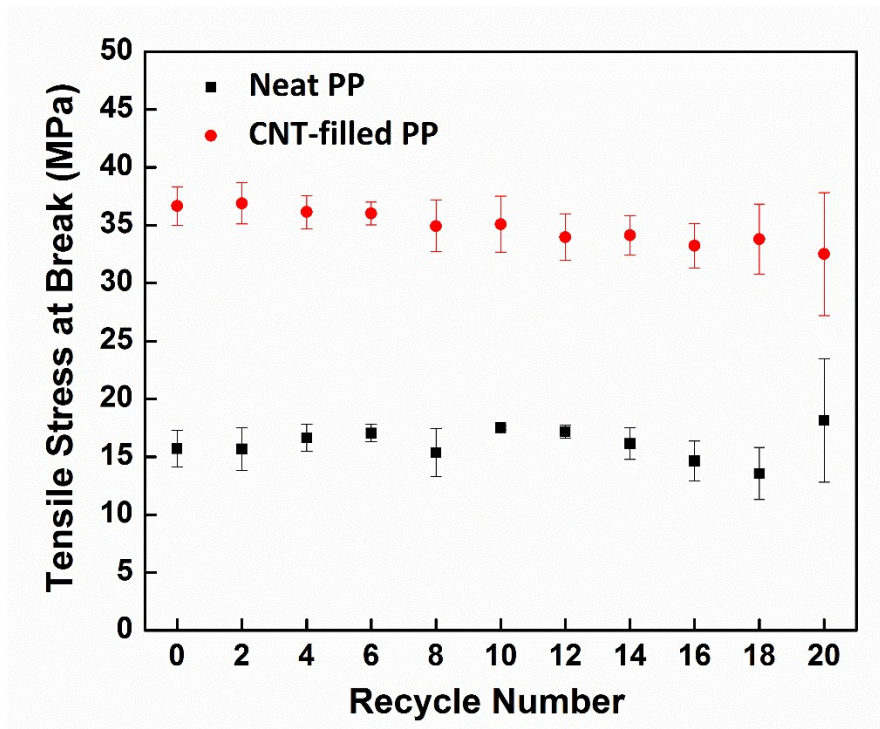 50
45
40
35
30
25
20
15
10
5
0
Tensile Stress at Break (MPa)
Neat PP
CNT-filled PP
0 2 4 6 8 10 12 14 16 18 20
Recycle Number